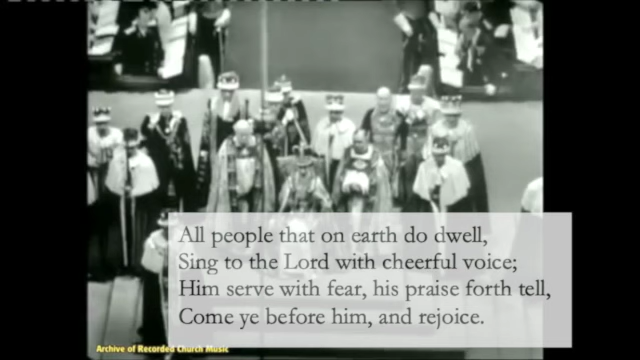 All people that on earth do dwell,
Sing to the Lord with cheerful voice;
Him serve with fear, his praise forth tell,
Come ye before him, and rejoice.
Archive of Recorded Church Music